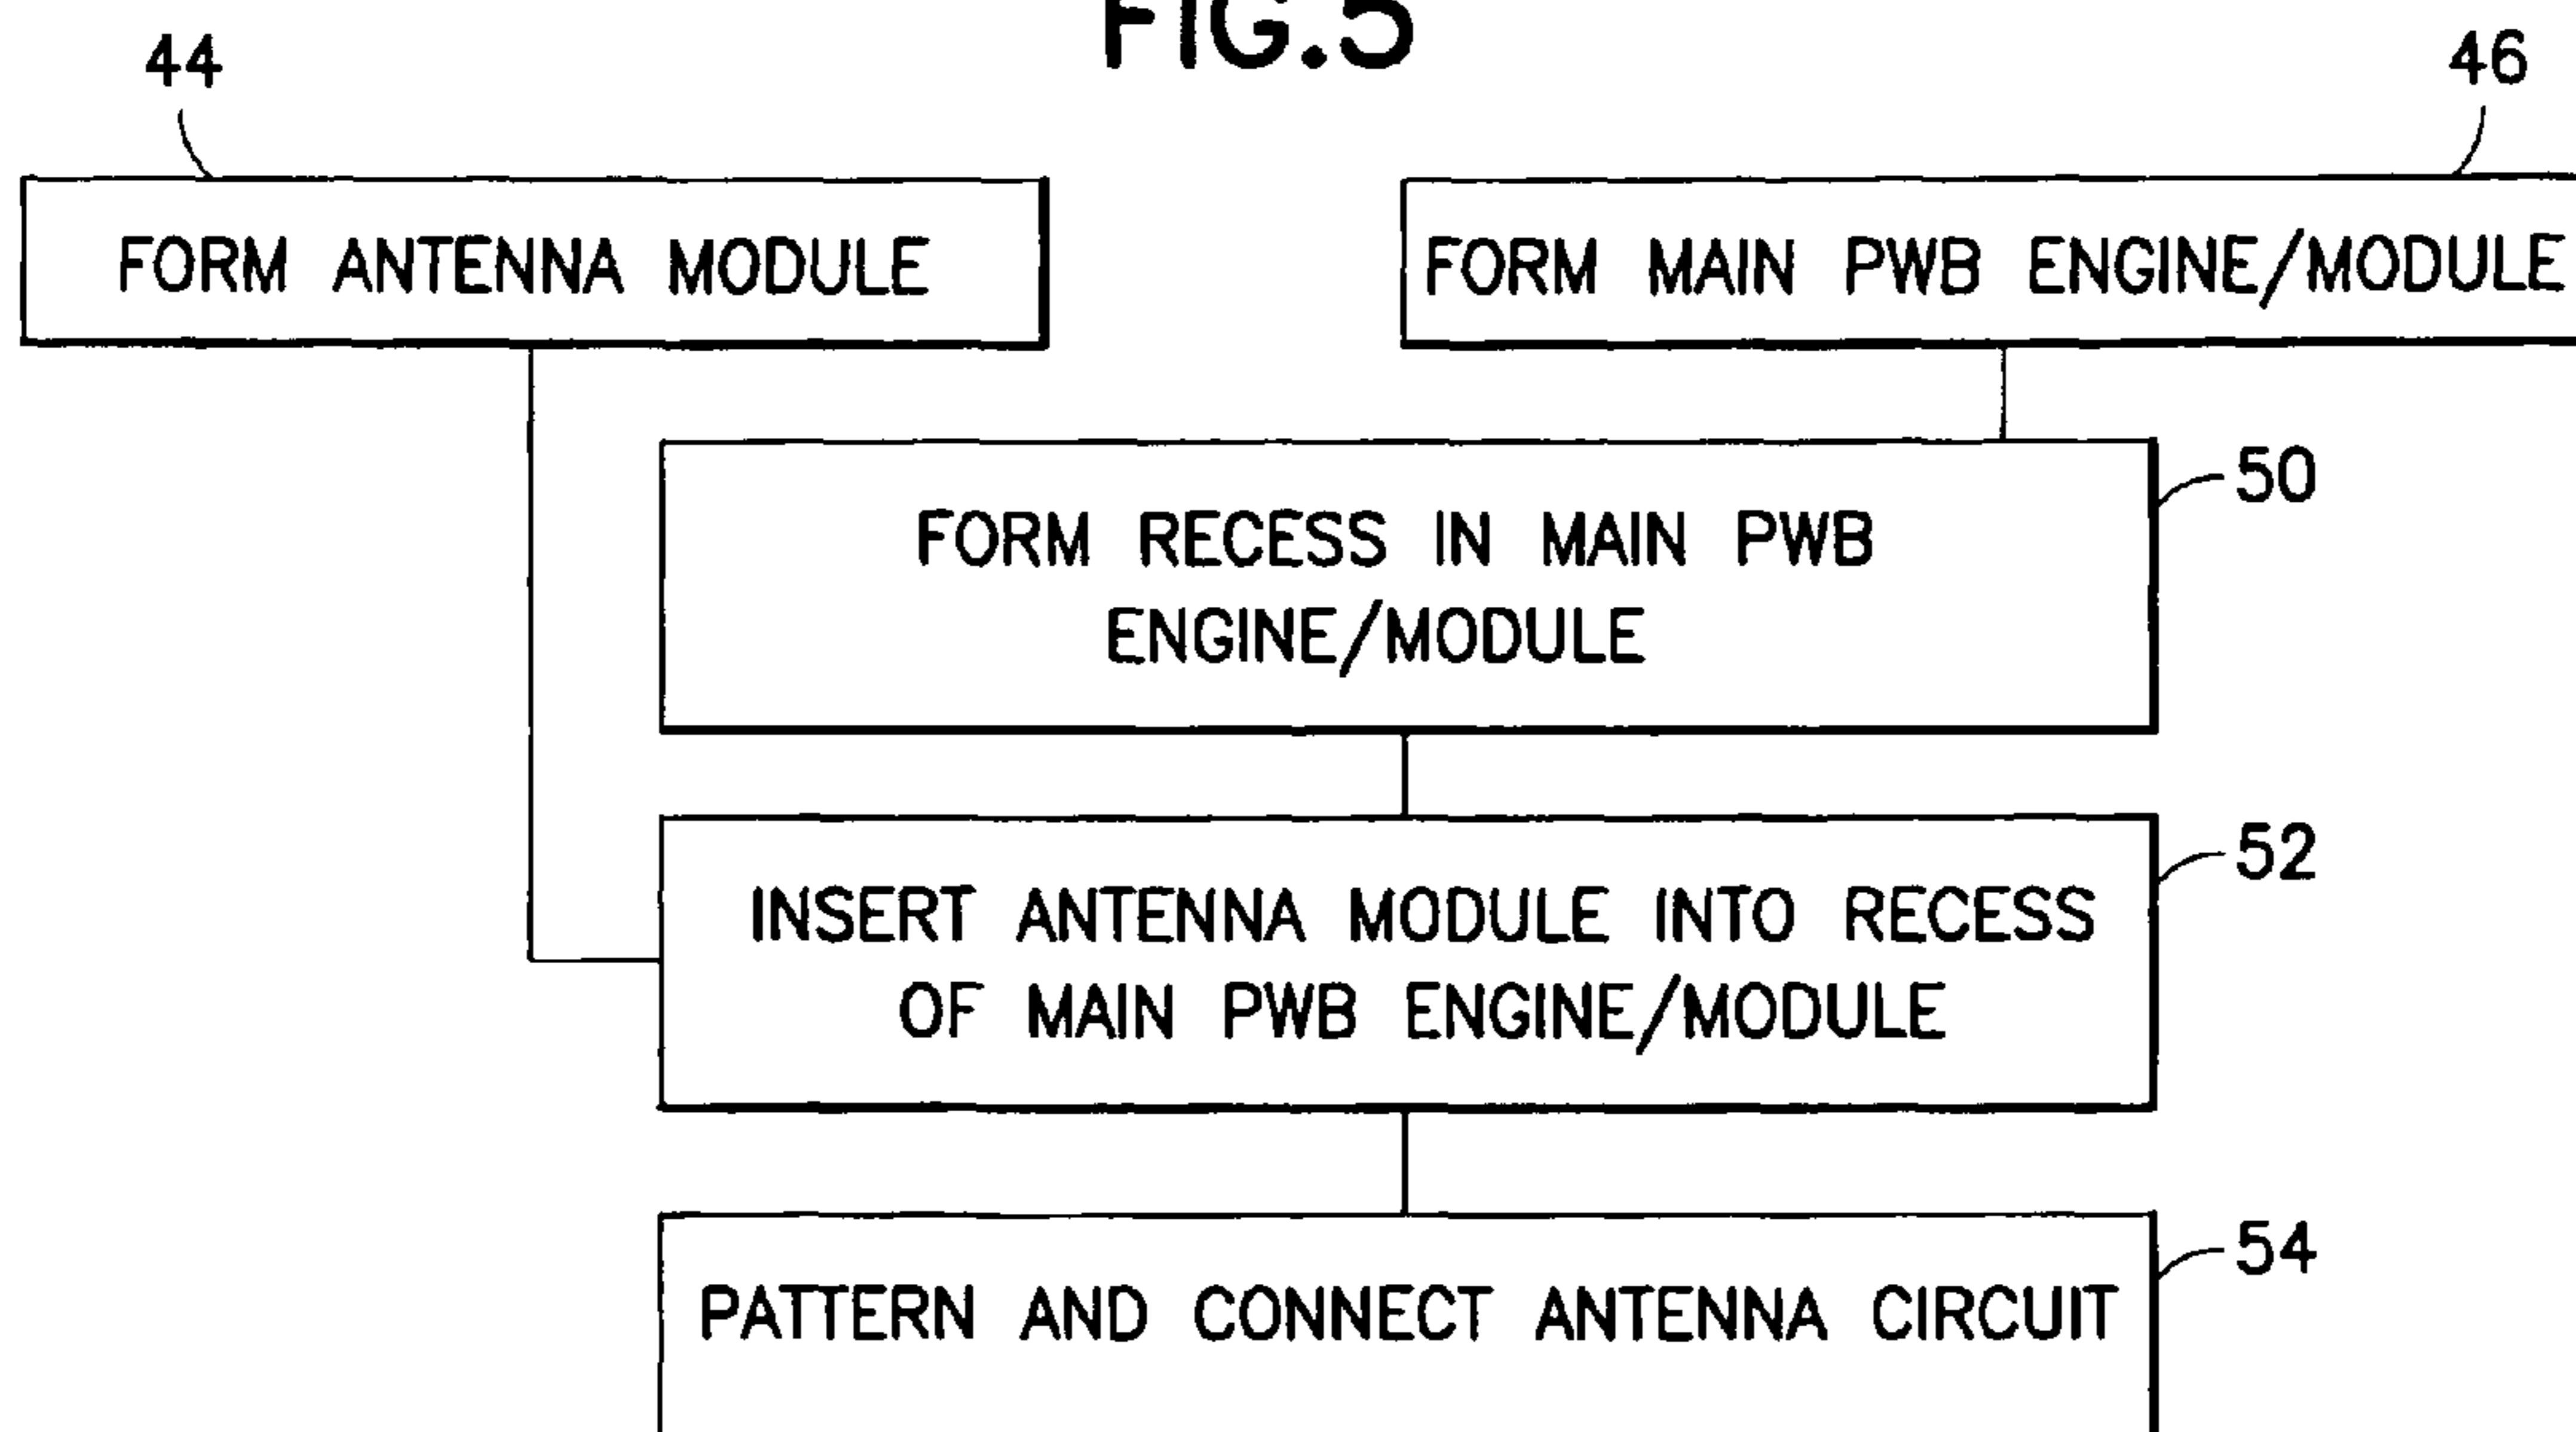 FIG.5
44
46
FORM ANTENNA MODULE
FORM MAIN PWB ENGINE/MODULE
50
FORM RECESS IN MAIN PWB
ENGINE/MODULE
52
INSERT ANTENNA MODULE INTO RECESS
OF MAIN PWB ENGINE/MODULE
54
PATTERN AND CONNECT ANTENNA CIRCUIT